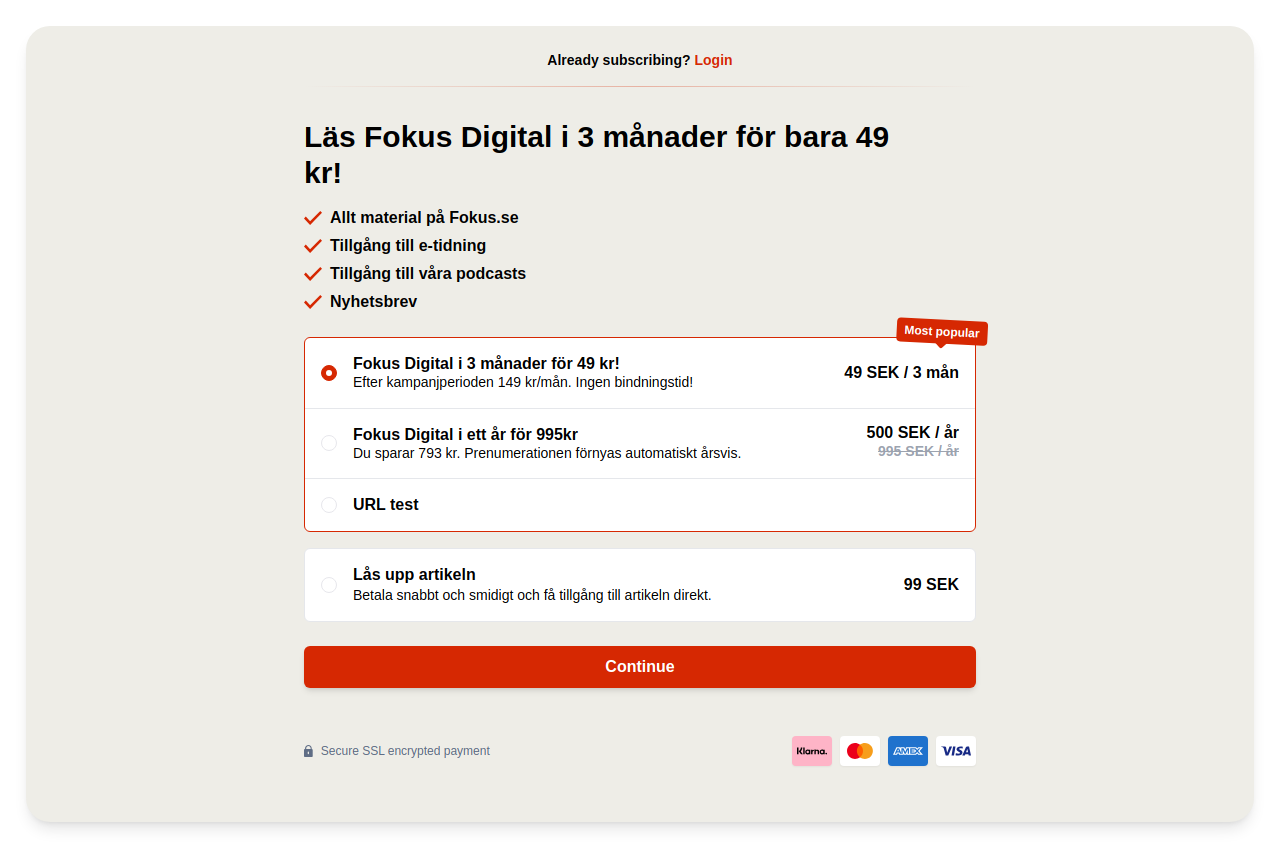 Already subscribing? Login
Läs Fokus Digital i 3 månader för bara 49
kr!
Allt material på Fokus.se
Tillgång till e-tidning
Tillgång till våra podcasts
Nyhetsbrev
Most popular
Fokus Digital i 3 månader för 49 kr!
Efter kampanjperioden 149 kr/mån. Ingen bindningstid!
49 SEK / 3 mån
Fokus Digital i ett år för 995kr
Du sparar 793 kr. Prenumerationen förnyas automatiskt årsvis.
500 SEK / år
995 SEK / år
URL test
Lås upp artikeln
Betala snabbt och smidigt och få tillgång till artikeln direkt.
99 SEK
Continue
Secure SSL encrypted payment
Klarna.
AMEX
VISA